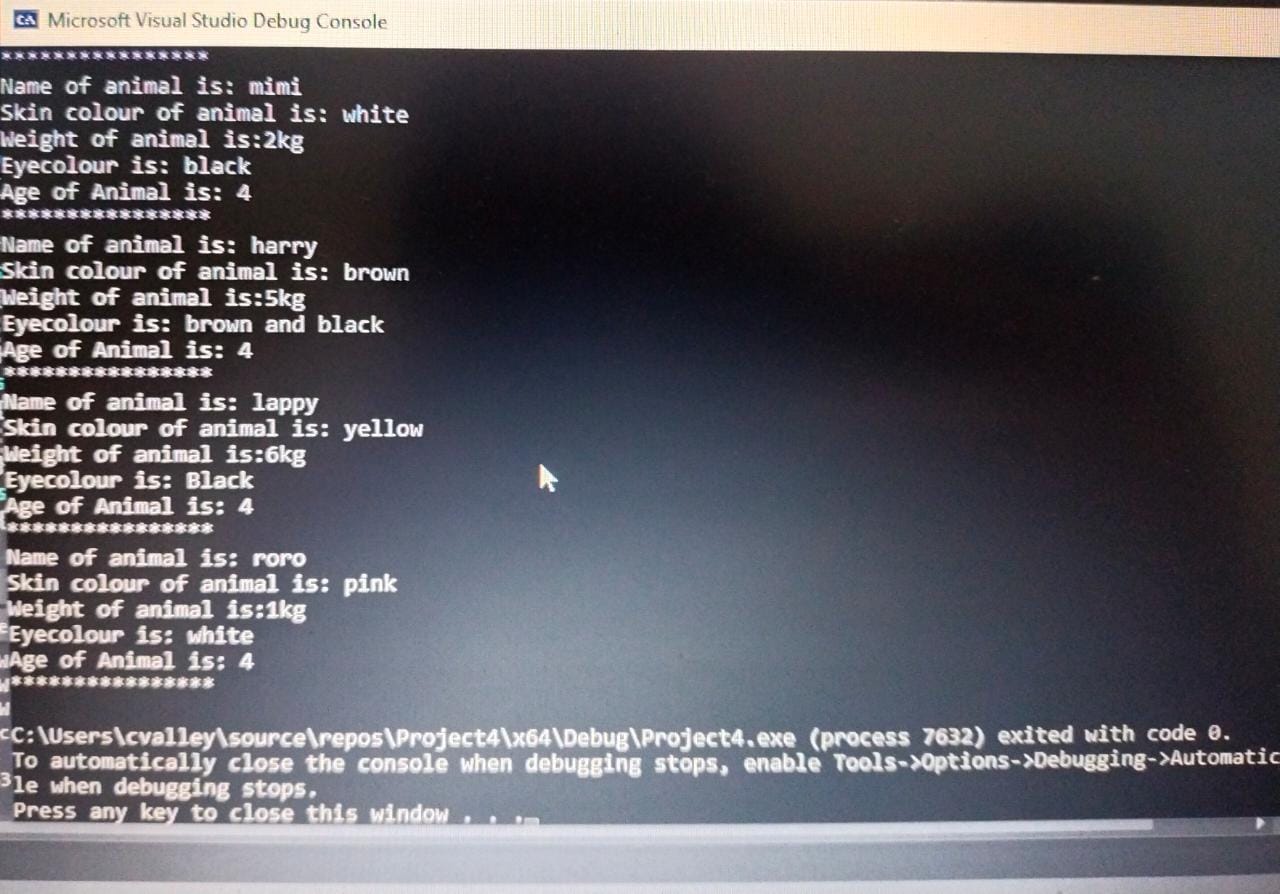 Microsoft Visual Studio Debug Console
****************
Name of animal is: mimi
Skin colour of animal is: white
Weight of animal is:2kg
Eyecolour is: black
Age of Animal is: 4
****************
Name of animal is: harry
Skin colour of animal is: brown
Weight of animal is:5kg
Eyecolour is: brown and black
Age of Animal is: 4
****************
Name of animal is: lappy
Skin colour of animal is: yellow
Weight of animal is:6kg
Eyecolour is: Black
Age of Animal is: 4
****************
Name of animal is: roro
Skin colour of animal is: pink
Weight of animal is:1kg
Eyecolour is: white
Age of Animal is: 4
****************
C:\Users\cvalley\source\repos\Project4\x64\Debug\Project4.exe (process 7632) exited with code 0.
To automatically close the console when debugging stops, enable Tools->Options->Debugging->Automatic
le when debugging stops.
Press any key to close this window . . .